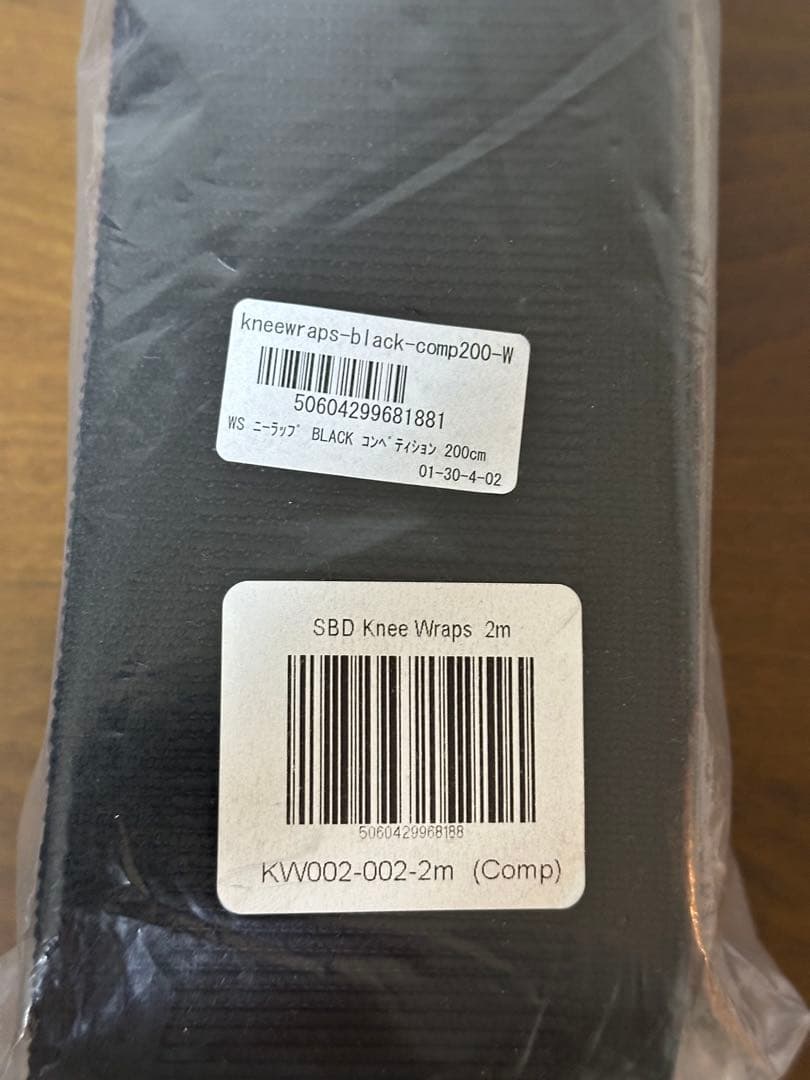 kneewraps-black-comp200-W
50604299681881
WS ﾆｰﾗｯﾌﾟ BLACK ｺﾝﾍﾟﾃｨｼｮﾝ 200cm
01-30-4-02
SBD Knee Wraps 2m
5060429968188
KW002-002-2m (Comp)